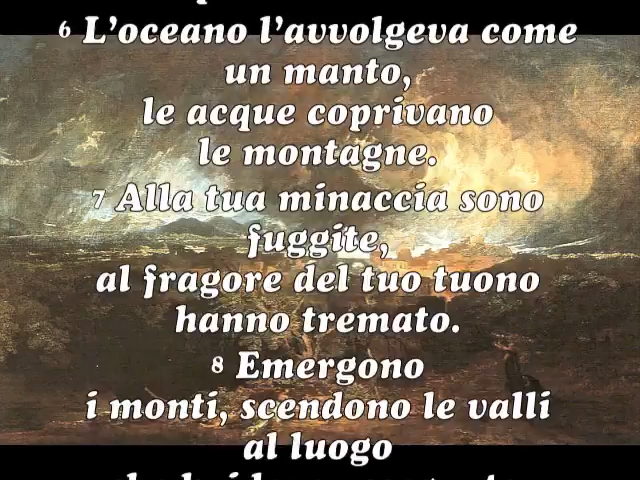 6 L'oceano l'avvolgeva come
un manto,
le acque coprivano
le montagne.
7 Alla tua minaccia sono
fuggite,
al fragore del tuo tuono
hanno tremato.
8 Emergono
i monti, scendono le valli
al luogo